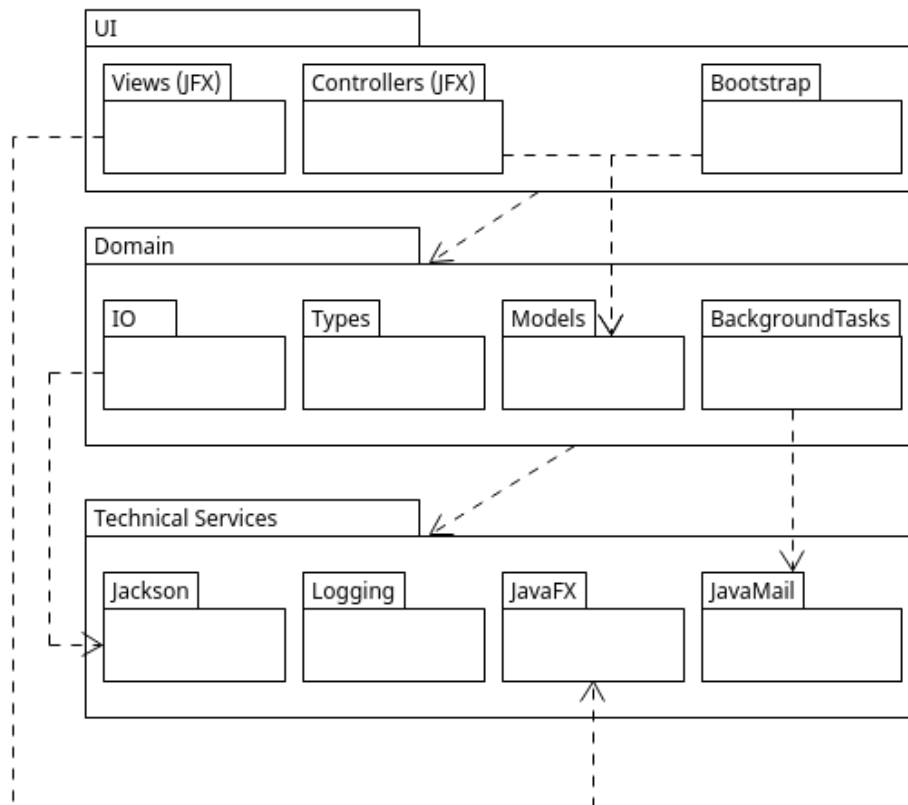 UI
Views (JFX)
Controllers (JFX)
Bootstrap
Domain
IO
Types
Models
BackgroundTasks
Technical Services
Jackson
Logging
JavaFX
JavaMail